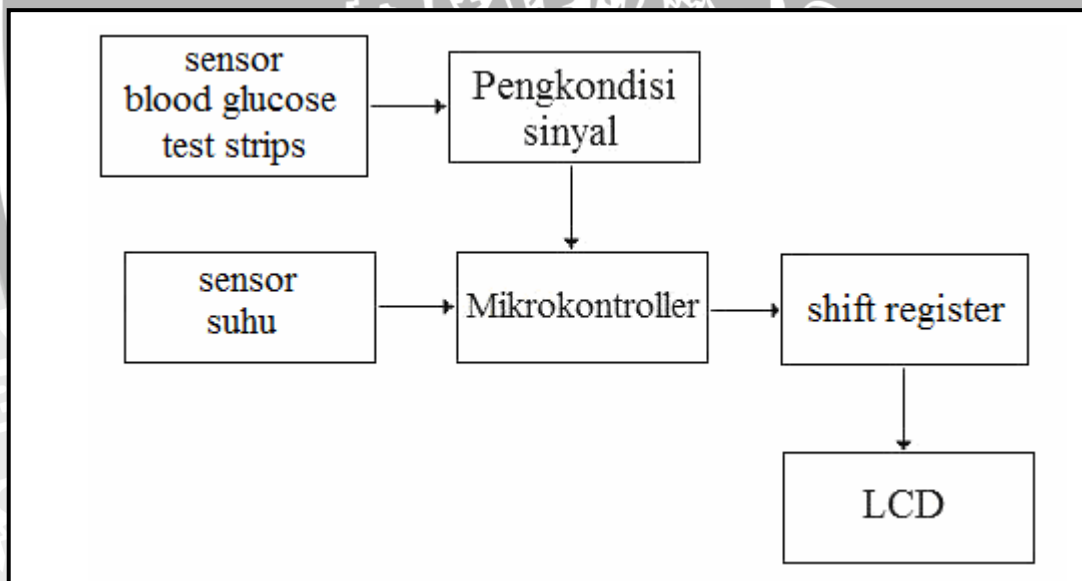 sensor
blood glucose
test strips
Pengkondisi
sinyal
sensor
suhu
Mikrokontroller
shift register
LCD